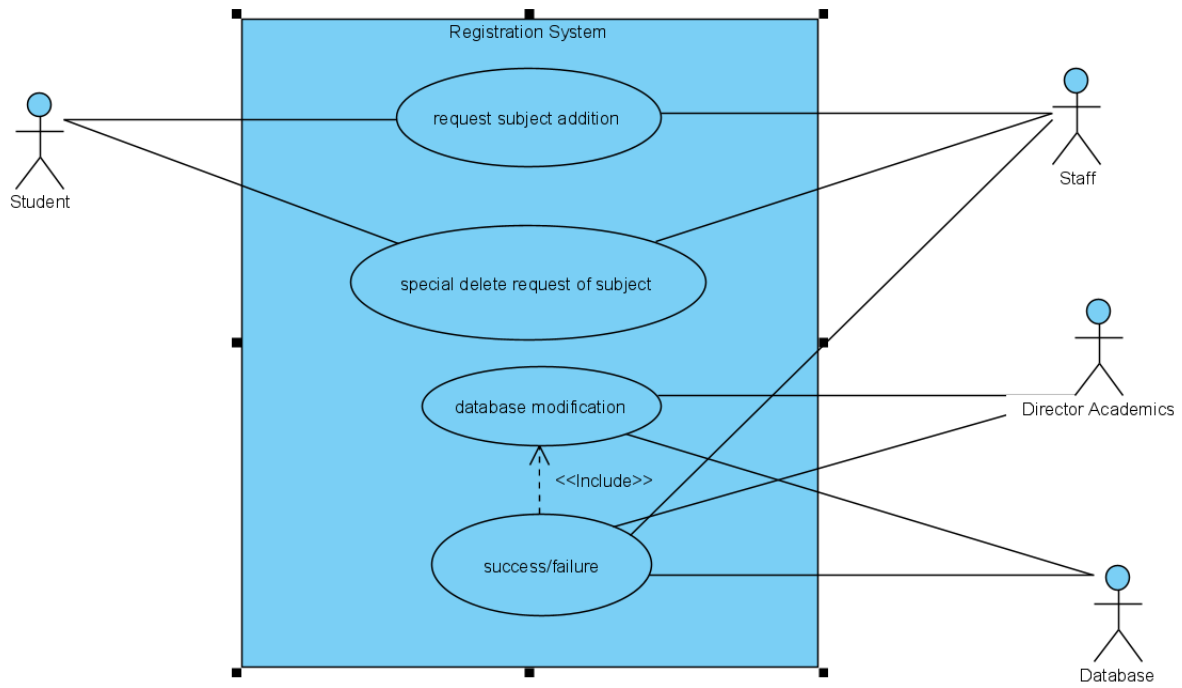 Registration System
request subject addition
Student
Staff
special delete request of subject
database modification
Director Academics
<<Include>>
success/failure
Database